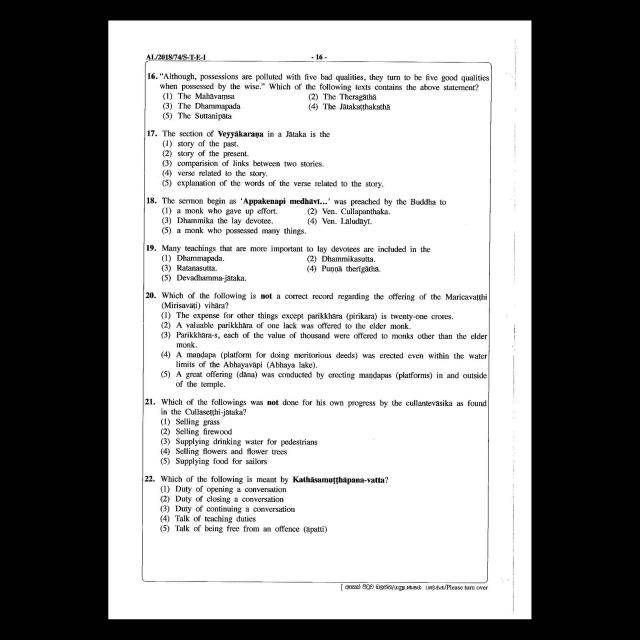 AL/2018/74/S-T-E-I
- 16 -
16. "Although, possessions are polluted with five bad qualities, they turn to be five good qualities
when possessed by the wise." Which of the following texts contains the above statement?
(1) The Mahāvaṃsa (2) The Theragāthā
(3) The Dhammapada (4) The Jātakaṭṭhakathā
(5) The Suttanipāta
17. The section of Veyyākaraṇa in a Jātaka is the
(1) story of the past.
(2) story of the present.
(3) comparision of links between two stories.
(4) verse related to the story.
(5) explanation of the words of the verse related to the story.
18. The sermon begin as 'Appakenapi medhāvī...' was preached by the Buddha to
(1) a monk who gave up effort. (2) Ven. Cullapanthaka.
(3) Dhammika the lay devotee. (4) Ven. Lāludāyī.
(5) a monk who possessed many things.
19. Many teachings that are more important to lay devotees are included in the
(1) Dhammapada. (2) Dhammikasutta.
(3) Ratanasutta. (4) Puṇṇā therīgāthā.
(5) Devadhamma-jātaka.
20. Which of the following is not a correct record regarding the offering of the Maricavaṭṭhi
(Mirisavāṭi) vihāra?
(1) The expense for other things except parikkhāra (pirikara) is twenty-one crores.
(2) A valuable parikkhāra of one lack was offered to the elder monk.
(3) Parikkhāra-s, each of the value of thousand were offered to monks other than the elder
monk.
(4) A maṇḍapa (platform for doing meritorious deeds) was erected even within the water
limits of the Abhayavāpi (Abhaya lake).
(5) A great offering (dāna) was conducted by erecting maṇḍapas (platforms) in and outside
of the temple.
21. Which of the followings was not done for his own progress by the cullantevāsika as found
in the Cullaseṭṭhi-jātaka?
(1) Selling grass
(2) Selling firewood
(3) Supplying drinking water for pedestrians
(4) Selling flowers and flower trees
(5) Supplying food for sailors
22. Which of the following is meant by Kathāsamuṭṭhāpana-vatta?
(1) Duty of opening a conversation
(2) Duty of closing a conversation
(3) Duty of continuing a conversation
(4) Talk of teaching duties
(5) Talk of being free from an offence (āpatti)
/Please turn over